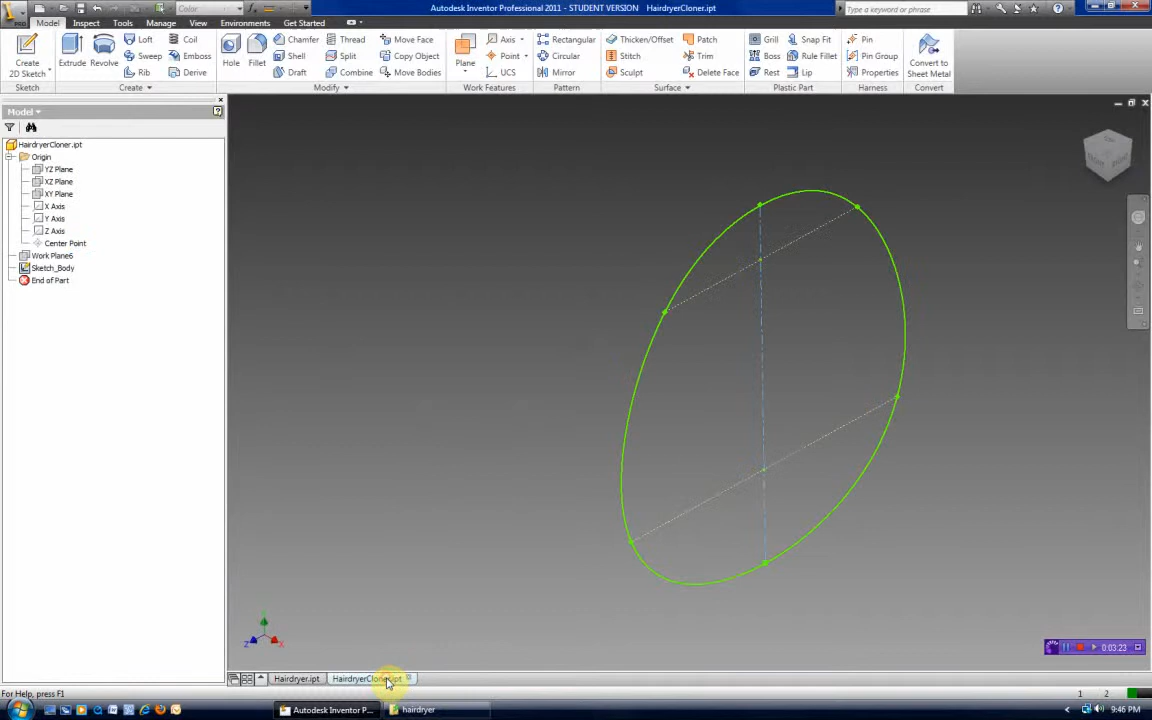 Autodesk Inventor Professional 2011 - STUDENT VERSION HairdryerCloner.ipt
Type a keyword or phrase
PRO
Color
Model Inspect Tools Manage View Environments Get Started
Create
2D Sketch
Extrude
Revolve
Loft
Coil
Sweep
Emboss
Rib
Derive
Hole
Fillet
Chamfer
Thread
Move Face
Shell
Split
Copy Object
Draft
Combine
Move Bodies
Plane
Axis
Point
UCS
Rectangular
Circular
Mirror
Thicken/Offset
Patch
Stitch
Trim
Sculpt
Delete Face
Grill
Snap Fit
Boss
Rule Fillet
Rest
Lip
Pin
Pin Group
Properties
Convert to
Sheet Metal
Sketch Create Modify Work Features Pattern Surface Plastic Part Harness Convert
Model
HairdryerCloner.ipt
Origin
YZ Plane
XZ Plane
XY Plane
X Axis
Y Axis
Z Axis
Center Point
Work Plane6
Sketch_Body
End of Part
Z
X
00:03:23
Hairdryer.ipt HairdryerCloner.ipt
For Help, press F1
1 2
Autodesk Inventor P...
hairdryer
9:46 PM